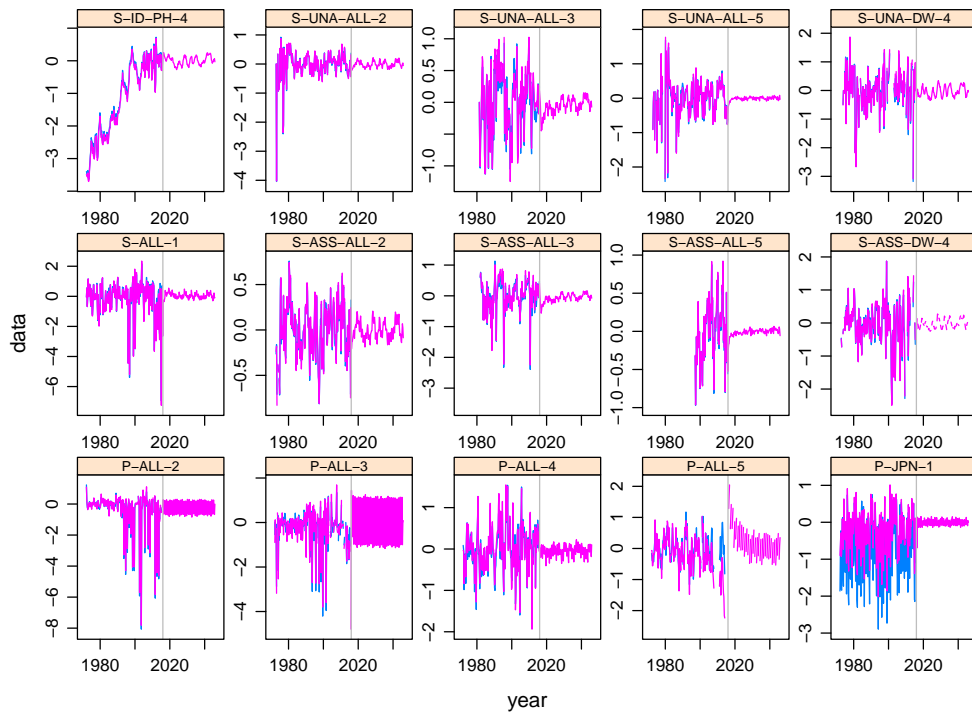 S−ID−PH−4 S−UNA−ALL−2 S−UNA−ALL−3 S−UNA−ALL−5 S−UNA−DW−4
0 −1 −2 −3
0 −2 −4
1.0 0.5 0.0 −1.0
1 0 −1 −2
2 1 0 −1 −2 −3
1980 2020 1980 2020 1980 2020 1980 2020 1980 2020
S−ALL−1 S−ASS−ALL−2 S−ASS−ALL−3 S−ASS−ALL−5 S−ASS−DW−4
2 0 −2 −4 −6
0.5 0.0 −0.5
1 0 −1 −2 −3
1.0 0.5 0.0 −0.5 −1.0
2 1 0 −1 −2
data
1980 2020 1980 2020 1980 2020 1980 2020 1980 2020
P−ALL−2 P−ALL−3 P−ALL−4 P−ALL−5 P−JPN−1
0 −2 −4 −6 −8
2 0 −2 −4
1 0 −1 −2
2 1 0 −1 −2
1 0 −1 −2 −3
1980 2020 1980 2020 1980 2020 1980 2020 1980 2020
year